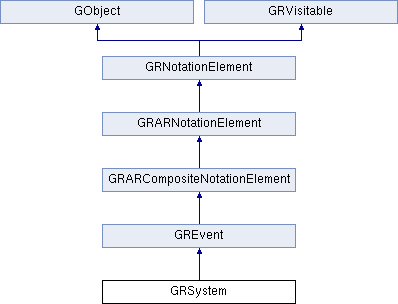 GObject
GRVisitable
GRNotationElement
GRARNotationElement
GRARCompositeNotationElement
GREvent
GRSystem